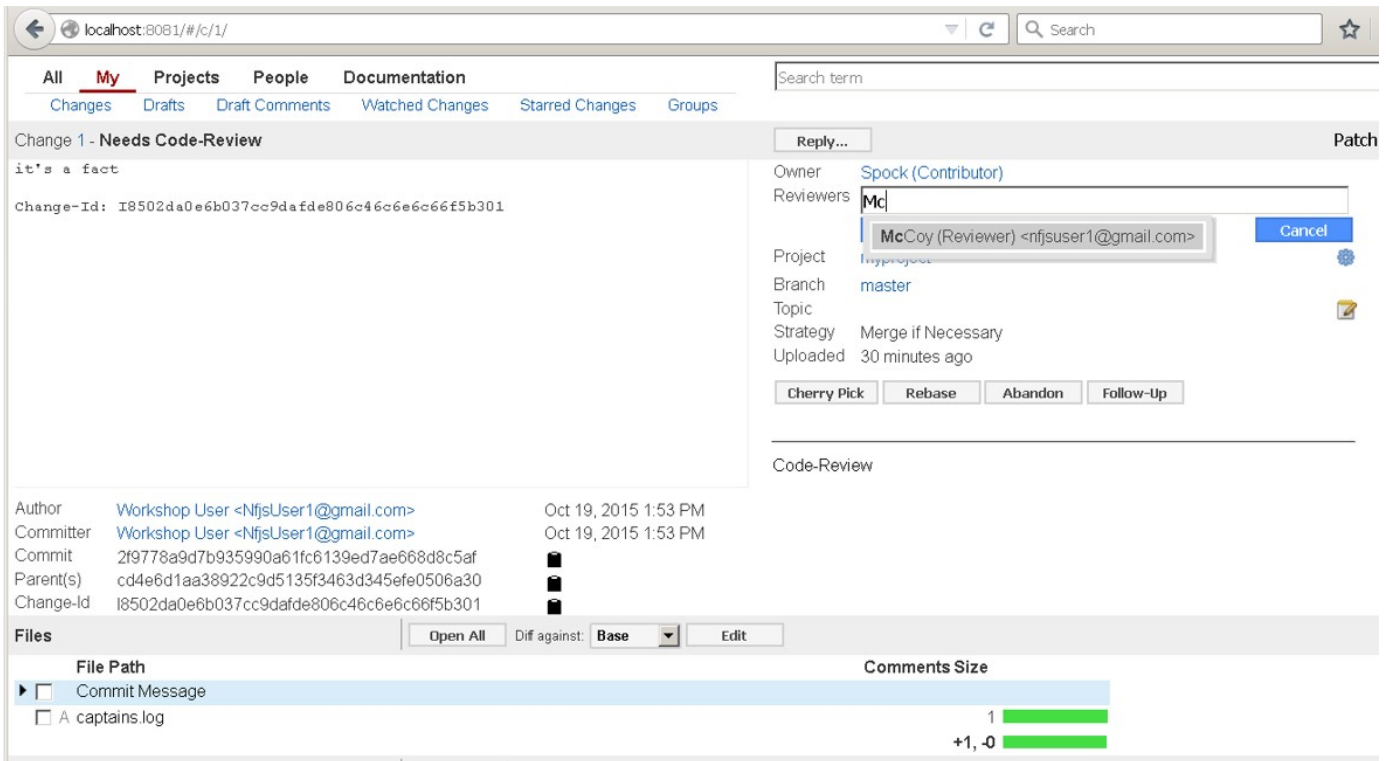 localhost:8081/#/c/1/
Search
All My Projects People Documentation
Search term
Changes Drafts Draft Comments Watched Changes Starred Changes Groups
Change 1 - Needs Code-Review
Reply...
Patch
it's a fact
Change-Id: I8502da0e6b037cc9dafde806c46c6e6c66f5b301
Owner Spock (Contributor)
Reviewers Mc
McCoy (Reviewer) <nfjsuser1@gmail.com>
Cancel
Project myproject
Branch master
Topic
Strategy Merge if Necessary
Uploaded 30 minutes ago
Cherry Pick Rebase Abandon Follow-Up
Code-Review
Author Workshop User <NfjsUser1@gmail.com> Oct 19, 2015 1:53 PM
Committer Workshop User <NfjsUser1@gmail.com> Oct 19, 2015 1:53 PM
Commit 2f9778a9d7b935990a61fc6139ed7ae668d8c5af
Parent(s) cd4e6d1aa38922c9d5135f3463d345efe0506a30
Change-Id I8502da0e6b037cc9dafde806c46c6e6c66f5b301
Files Open All Diff against: Base Edit
File Path Comments Size
Commit Message
A captains.log 1
+1, -0